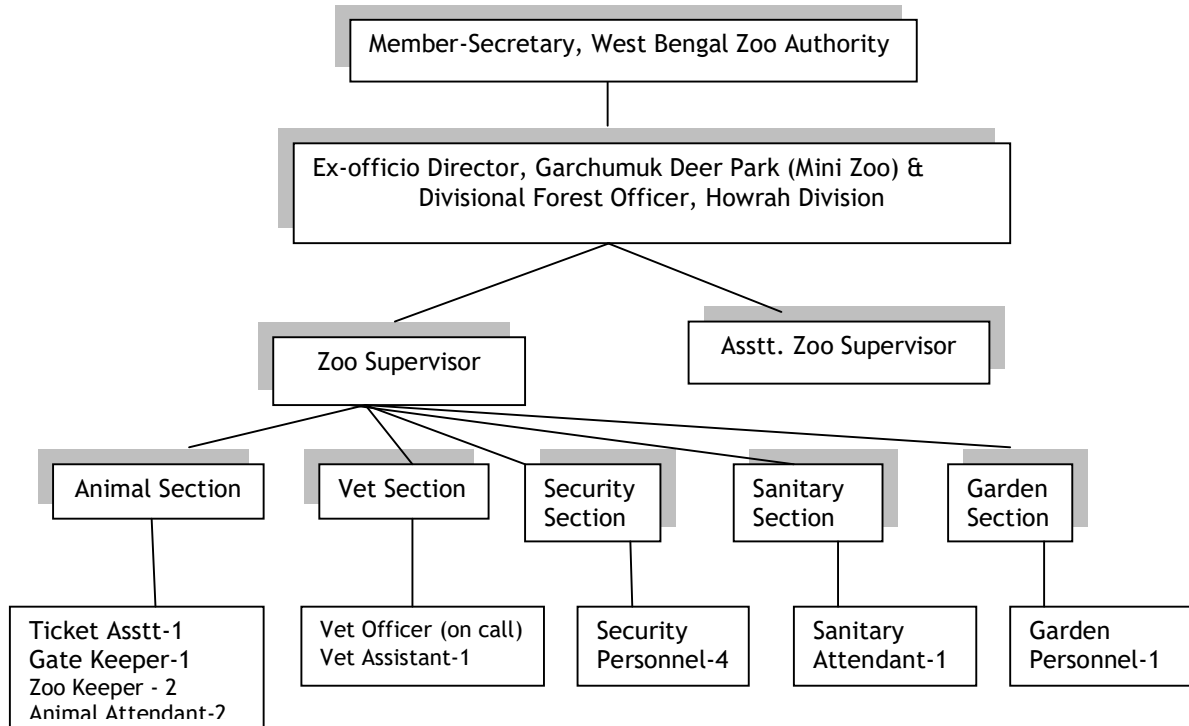 Member-Secretary, West Bengal Zoo Authority
Ex-officio Director, Garchumuk Deer Park (Mini Zoo) &
Divisional Forest Officer, Howrah Division
Zoo Supervisor
Asstt. Zoo Supervisor
Animal Section
Vet Section
Security
Section
Sanitary
Section
Garden
Section
Ticket Asstt-1
Gate Keeper-1
Zoo Keeper - 2
Animal Attendant-2
Vet Officer (on call)
Vet Assistant-1
Security
Personnel-4
Sanitary
Attendant-1
Garden
Personnel-1